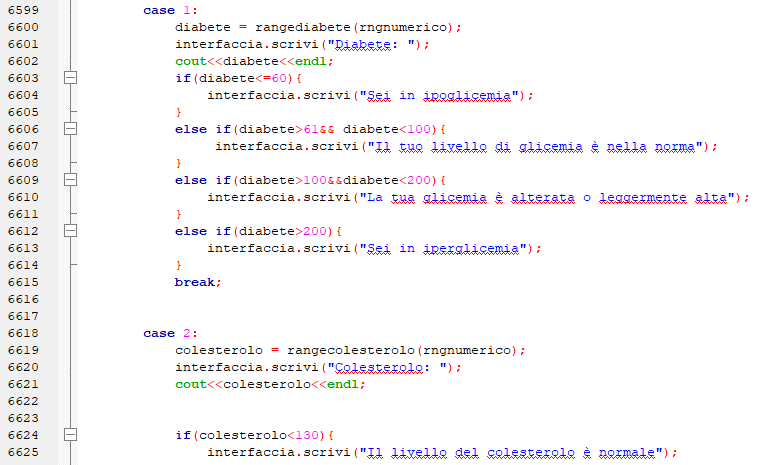 6599 case 1:
6600 diabete = rangediabete(rngnumerico);
6601 interfaccia.scrivi("Diabete: ");
6602 cout<<diabete<<endl;
6603 if(diabete<=60){
6604 interfaccia.scrivi("Sei in ipoglicemia");
6605 }
6606 else if(diabete>61&& diabete<100){
6607 interfaccia.scrivi("Il tuo livello di glicemia è nella norma");
6608 }
6609 else if(diabete>100&&diabete<200){
6610 interfaccia.scrivi("La tua glicemia è alterata o leggermente alta");
6611 }
6612 else if(diabete>200){
6613 interfaccia.scrivi("Sei in iperglicemia");
6614 }
6615 break;
6616
6617
6618 case 2:
6619 colesterolo = rangecolesterolo(rngnumerico);
6620 interfaccia.scrivi("Colesterolo: ");
6621 cout<<colesterolo<<endl;
6622
6623
6624 if(colesterolo<130){
6625 interfaccia.scrivi("Il livello del colesterolo è normale");